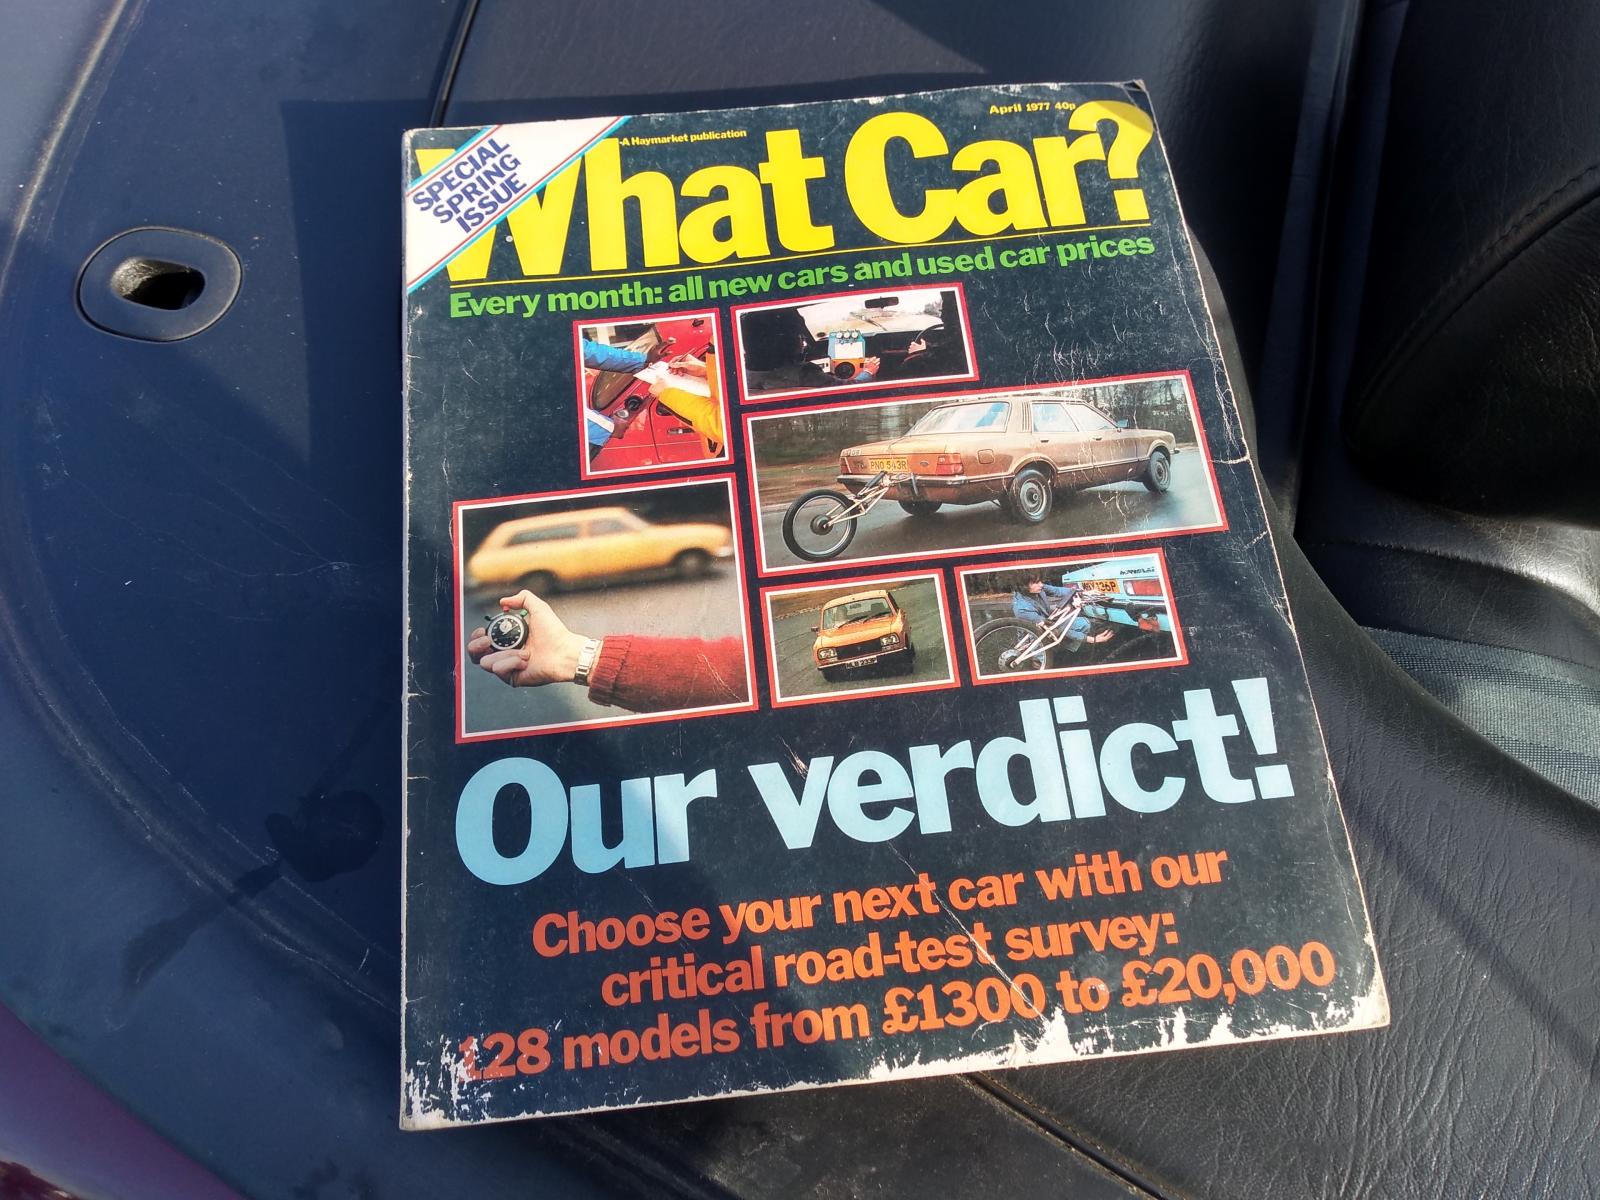 April 1977 40p
A Haymarket publication
SPECIAL
SPRING
ISSUE
What Car?
Every month: all new cars and used car prices
PNO 543R
Our verdict!
Choose your next car with our
critical road-test survey:
128 models from £1300 to £20,000